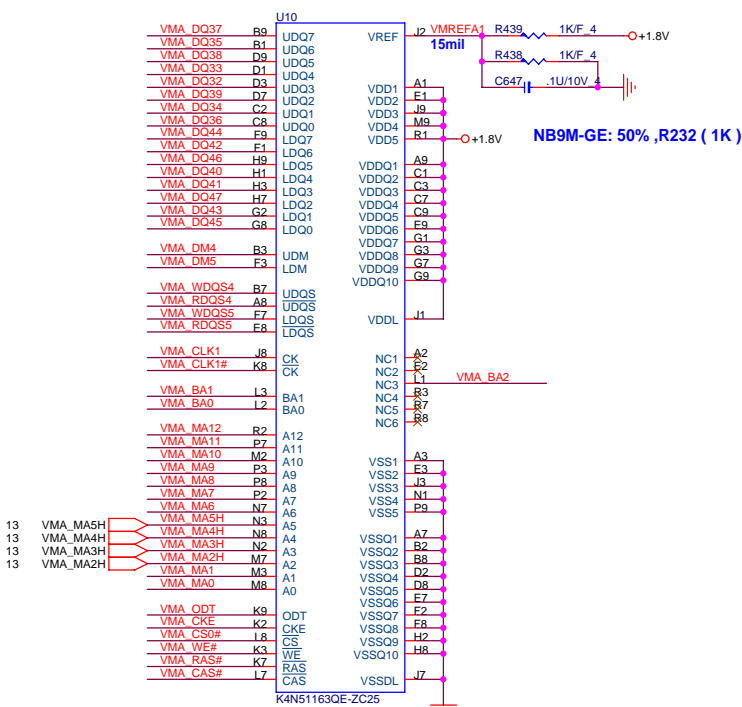 U10
VMA_DQ37 B9 UDQ7
VMA_DQ35 B1 UDQ6
VMA_DQ38 D9 UDQ5
VMA_DQ33 D1 UDQ4
VMA_DQ32 D3 UDQ3
VMA_DQ39 D7 UDQ2
VMA_DQ34 C2 UDQ1
VMA_DQ36 C8 UDQ0
VMA_DQ44 F9 LDQ7
VMA_DQ42 F1 LDQ6
VMA_DQ46 H9 LDQ5
VMA_DQ40 H1 LDQ4
VMA_DQ41 H3 LDQ3
VMA_DQ47 H7 LDQ2
VMA_DQ43 G2 LDQ1
VMA_DQ45 G8 LDQ0
VMA_DM4 B3 UDM
VMA_DM5 F3 LDM
VMA_WDQS4 B7 UDQS
VMA_RDQS4 A8 UDQS
VMA_WDQS5 F7 LDQS
VMA_RDQS5 E8 LDQS
VMA_CLK1 J8 CK
VMA_CLK1# K8 CK
VMA_BA1 L3 BA1
VMA_BA0 L2 BA0
VMA_MA12 R2 A12
VMA_MA11 P7 A11
VMA_MA10 M2 A10
VMA_MA9 P3 A9
VMA_MA8 P8 A8
VMA_MA7 P2 A7
VMA_MA6 N7 A6
13 VMA_MA5H VMA_MA5H N3 A5
13 VMA_MA4H VMA_MA4H N8 A4
13 VMA_MA3H VMA_MA3H N2 A3
13 VMA_MA2H VMA_MA2H M7 A2
VMA_MA1 M3 A1
VMA_MA0 M8 A0
VMA_ODT K9 ODT
VMA_CKE K2 CKE
VMA_CS0# L8 CS
VMA_WE# K3 WE
VMA_RAS# K7 RAS
VMA_CAS# L7 CAS
VREF J2 VMREFA1 R439 1K/F_4 +1.8V
15mil
R438 1K/F_4
C647 .1U/10V_4
VDD1 A1
VDD2 E1
VDD3 J9
VDD4 M9
VDD5 R1 +1.8V
NB9M-GE: 50% ,R232 ( 1K )
VDDQ1 A9
VDDQ2 C1
VDDQ3 C3
VDDQ4 C7
VDDQ5 C9
VDDQ6 E9
VDDQ7 G1
VDDQ8 G3
VDDQ9 G7
VDDQ10 G9
VDDL J1
NC1 A2
NC2 E2
NC3 L1 VMA_BA2
NC4 R3
NC5 R7
NC6 R8
VSS1 A3
VSS2 E3
VSS3 J3
VSS4 N1
VSS5 P9
VSSQ1 A7
VSSQ2 B2
VSSQ3 B8
VSSQ4 D2
VSSQ5 D8
VSSQ6 E7
VSSQ7 F2
VSSQ8 F8
VSSQ9 H2
VSSQ10 H8
VSSDL J7
K4N51163QE-ZC25